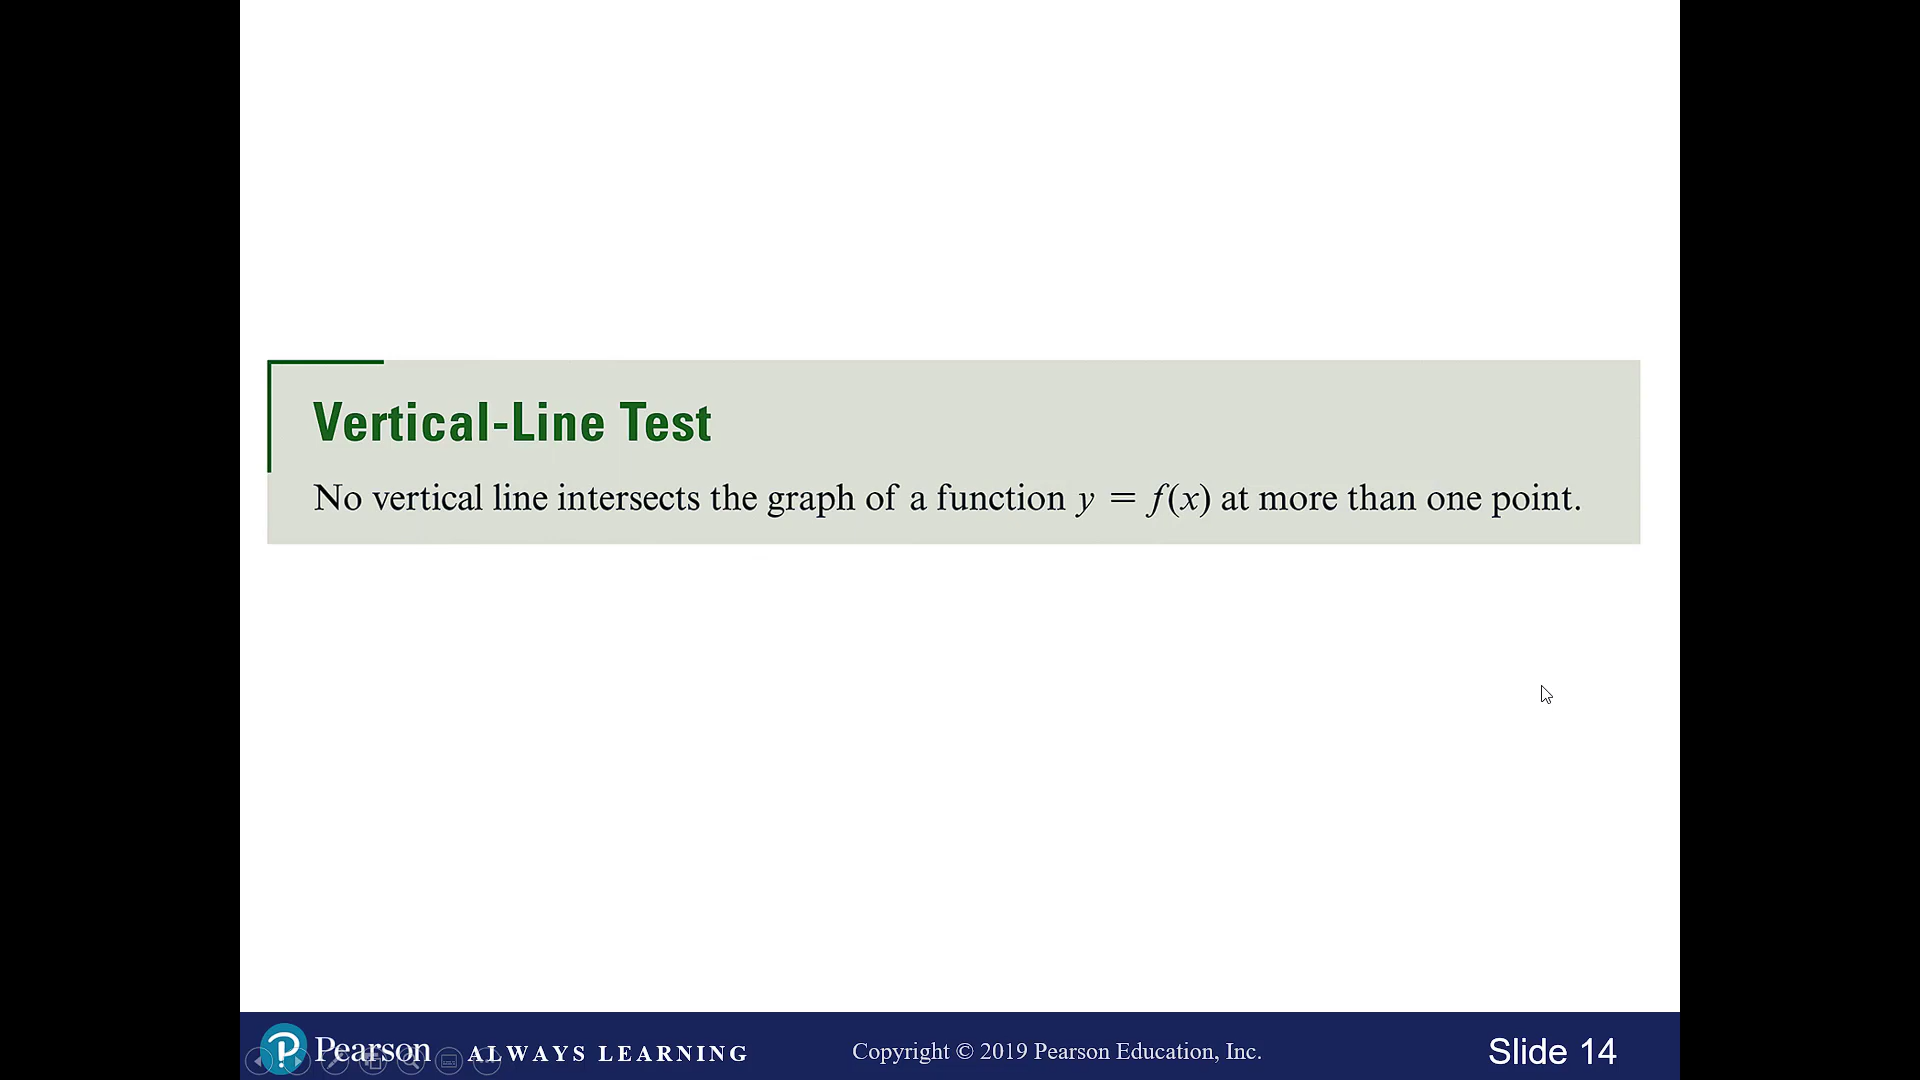 Vertical-Line Test
No vertical line intersects the graph of a function y = f(x) at more than one point.
Pearson ALWAYS LEARNING Copyright © 2019 Pearson Education, Inc. Slide 14